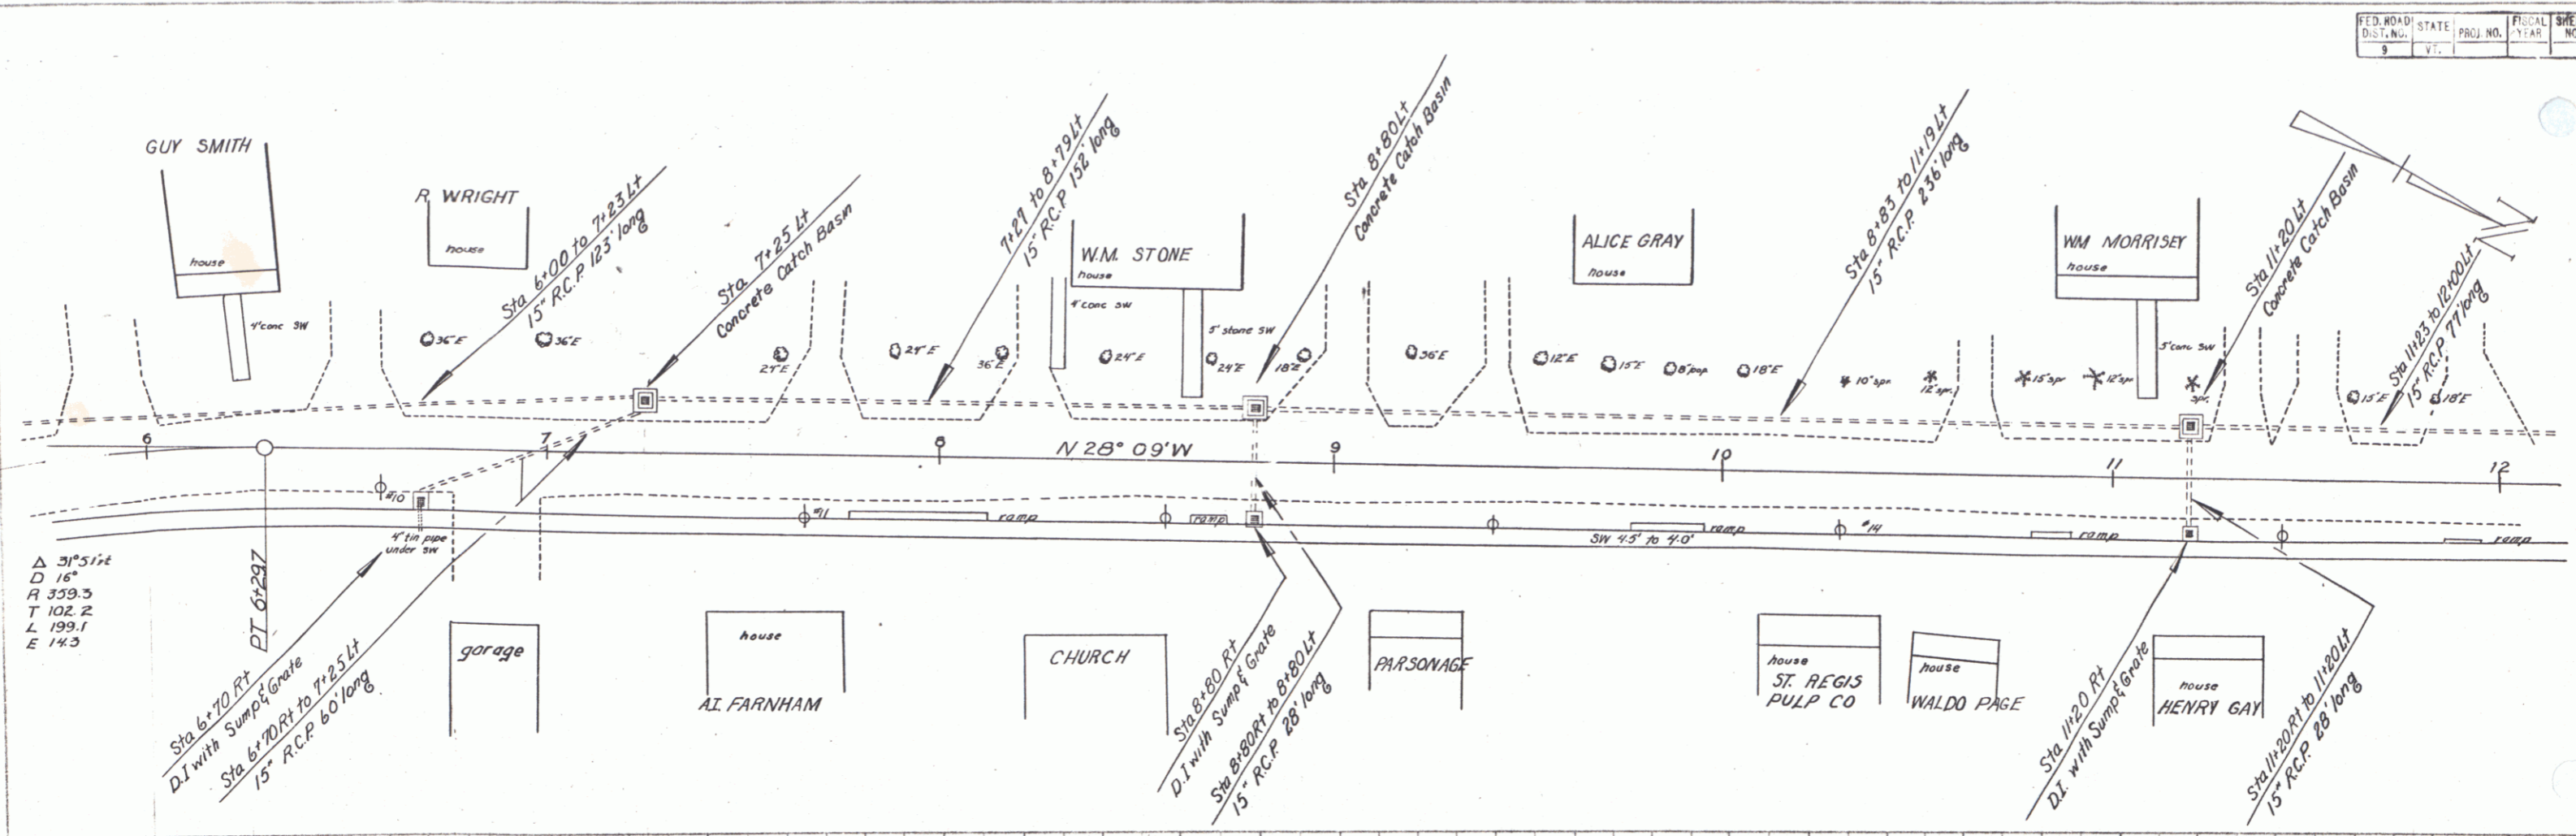 FED. ROAD DIST. NO.
STATE
PROJ. NO.
FISCAL YEAR
9
VT.
GUY SMITH
house
4' conc SW
R WRIGHT
house
36"E
36"E
Sta 6+00 to 7+23 Lt
15" R.C.P. 123' long
Sta. 7+25 Lt
Concrete Catch Basin
7+27 to 8+79 Lt
15" R.C.P. 152' long
W.M. STONE
house
4' conc SW
5' stone SW
24"E
24"E
36"E
24"E
24"E
18"E
Sta 8+80 Lt
Concrete Catch Basin
36"E
ALICE GRAY
house
12"E
15"E
8" pop
18"E
Sta 8+83 to 11+19 Lt
15" R.C.P. 236' long
10" spr.
12" spr.
WM MORRISEY
house
5' conc SW
15" spr
12" spr.
spr.
Sta 11+20 Lt
Concrete Catch Basin
Sta 11+23 to 12+00 Lt
15" R.C.P. 77' long
15"E
18"E
6
7
8
N 28° 09' W
9
10
11
12
#10
4" tin pipe
under SW
#11
ramp
ramp
SW 4.5' to 4.0'
ramp
#14
ramp
ramp
Δ 31°51' rt
D 16°
R 359.3
T 102.2
L 199.1
E 14.3
PT 6+29.7
Sta 6+70 Rt
D.I with Sump & Grate
Sta 6+70 Rt to 7+25 Lt
15" R.C.P. 60' long
garage
house
A.I. FARNHAM
CHURCH
Sta 8+80 Rt
D.I with Sump & Grate
Sta 8+80 Rt to 8+80 Lt
15" R.C.P. 28' long
PARSONAGE
house
ST. REGIS
PULP CO
house
WALDO PAGE
house
HENRY GAY
Sta 11+20 Rt
D.I. with Sump & Grate
Sta 11+20 Rt to 11+20 Lt
15" R.C.P. 28' long